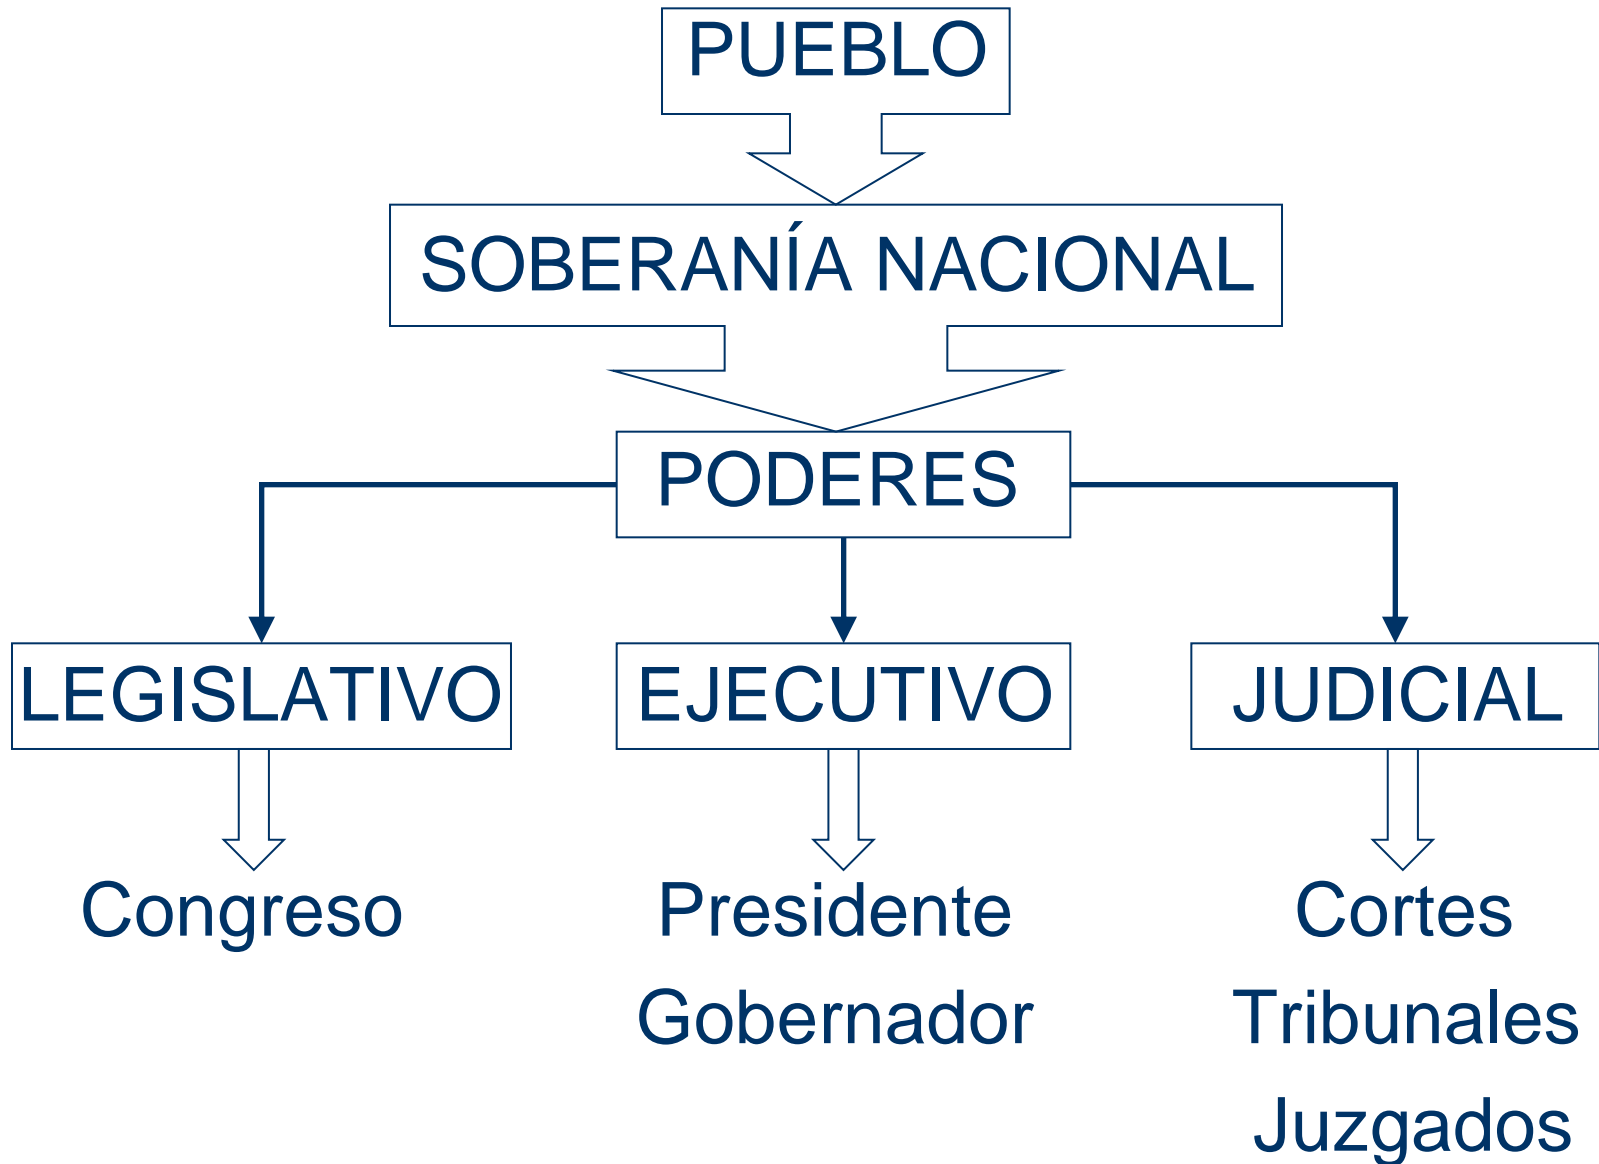 PUEBLO
SOBERANÍA NACIONAL
PODERES
LEGISLATIVO
EJECUTIVO
JUDICIAL
Congreso
Presidente
Gobernador
Cortes
Tribunales
Juzgados